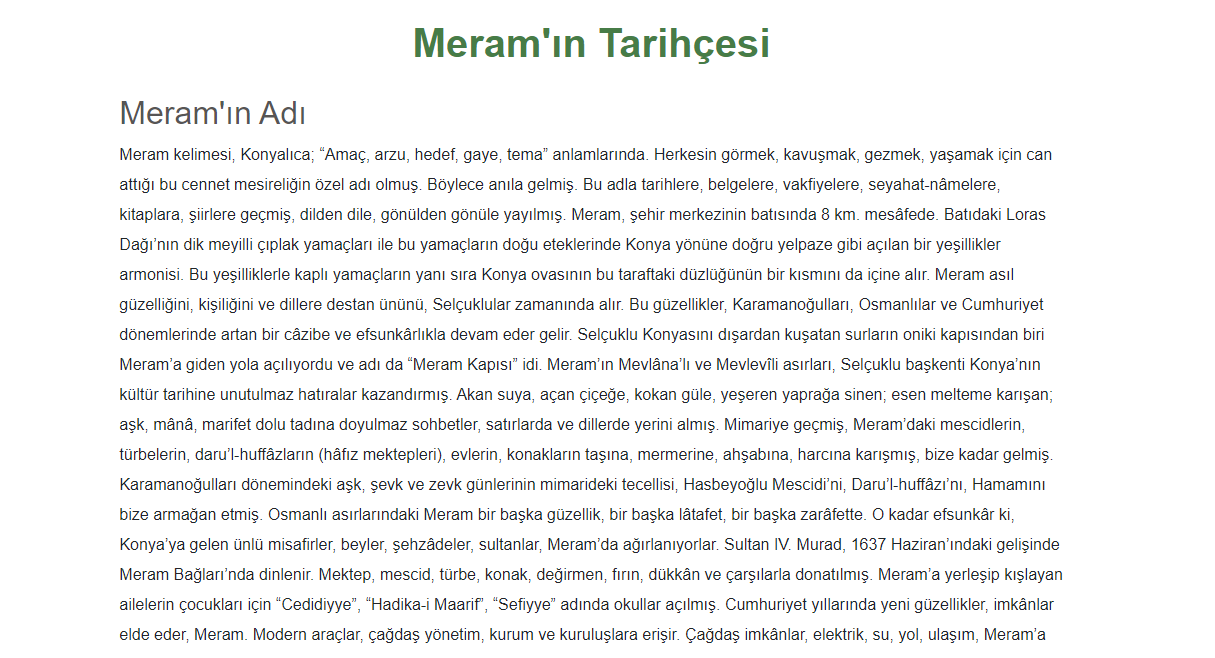 Meram'ın Tarihçesi
Meram'ın Adı
Meram kelimesi, Konyalıca; “Amaç, arzu, hedef, gaye, tema” anlamlarında. Herkesin görmek, kavuşmak, gezmek, yaşamak için can
attığı bu cennet mesireliğin özel adı olmuş. Böylece anıla gelmiş. Bu adla tarihlere, belgelere, vakfiyelere, seyahat-nâmelere,
kitaplara, şiirlere geçmiş, dilden dile, gönülden gönüle yayılmış. Meram, şehir merkezinin batısında 8 km. mesâfede. Batıdaki Loras
Dağı’nın dik meyilli çıplak yamaçları ile bu yamaçların doğu eteklerinde Konya yönüne doğru yelpaze gibi açılan bir yeşillikler
armonisi. Bu yeşilliklerle kaplı yamaçların yanı sıra Konya ovasının bu taraftaki düzlüğünün bir kısmını da içine alır. Meram asıl
güzelliğini, kişiliğini ve dillere destan ününü, Selçuklular zamanında alır. Bu güzellikler, Karamanoğulları, Osmanlılar ve Cumhuriyet
dönemlerinde artan bir câzibe ve efsunkârlıkla devam eder gelir. Selçuklu Konyasını dışardan kuşatan surların oniki kapısından biri
Meram’a giden yola açılıyordu ve adı da “Meram Kapısı” idi. Meram’ın Mevlâna’lı ve Mevlevîli asırları, Selçuklu başkenti Konya’nın
kültür tarihine unutulmaz hatıralar kazandırmış. Akan suya, açan çiçeğe, kokan güle, yeşeren yaprağa sinen; esen melteme karışan;
aşk, mânâ, marifet dolu tadına doyulmaz sohbetler, satırlarda ve dillerde yerini almış. Mimariye geçmiş, Meram’daki mescidlerin,
türbelerin, daru’l-huffâzların (hâfız mektepleri), evlerin, konakların taşına, mermerine, ahşabına, harcına karışmış, bize kadar gelmiş.
Karamanoğulları dönemindeki aşk, şevk ve zevk günlerinin mimarideki tecellisi, Hasbeyoğlu Mescidi’ni, Daru’l-huffâzı’nı, Hamamını
bize armağan etmiş. Osmanlı asırlarındaki Meram bir başka güzellik, bir başka lâtafet, bir başka zarâfette. O kadar efsunkâr ki,
Konya’ya gelen ünlü misafirler, beyler, şehzâdeler, sultanlar, Meram’da ağırlanıyorlar. Sultan IV. Murad, 1637 Haziran’ındaki gelişinde
Meram Bağları’nda dinlenir. Mektep, mescid, türbe, konak, değirmen, fırın, dükkân ve çarşılarla donatılmış. Meram’a yerleşip kışlayan
ailelerin çocukları için “Cedidiyye”, “Hadika-i Maarif”, “Sefiyye” adında okullar açılmış. Cumhuriyet yıllarında yeni güzellikler, imkânlar
elde eder, Meram. Modern araçlar, çağdaş yönetim, kurum ve kuruluşlara erişir. Çağdaş imkânlar, elektrik, su, yol, ulaşım, Meram’a